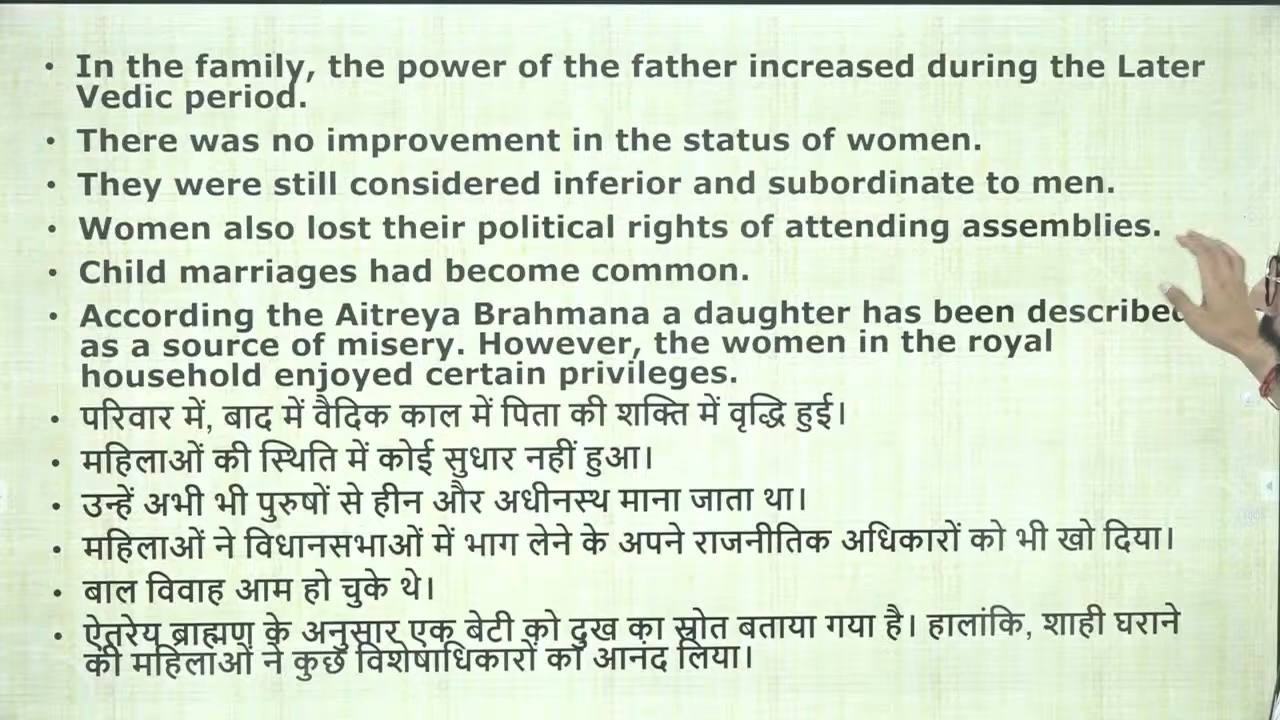 • In the family, the power of the father increased during the Later
Vedic period.
• There was no improvement in the status of women.
• They were still considered inferior and subordinate to men.
• Women also lost their political rights of attending assemblies.
• Child marriages had become common.
• According the Aitreya Brahmana a daughter has been described
as a source of misery. However, the women in the royal
household enjoyed certain privileges.
• परिवार में, बाद में वैदिक काल में पिता की शक्ति में वृद्धि हुई।
• महिलाओं की स्थिति में कोई सुधार नहीं हुआ।
• उन्हें अभी भी पुरुषों से हीन और अधीनस्थ माना जाता था।
• महिलाओं ने विधानसभाओं में भाग लेने के अपने राजनीतिक अधिकारों को भी खो दिया।
• बाल विवाह आम हो चुके थे।
• ऐतरेय ब्राह्मण के अनुसार एक बेटी को दुख का स्रोत बताया गया है। हालांकि, शाही घराने
की महिलाओं ने कुछ विशेषाधिकारों का आनंद लिया।